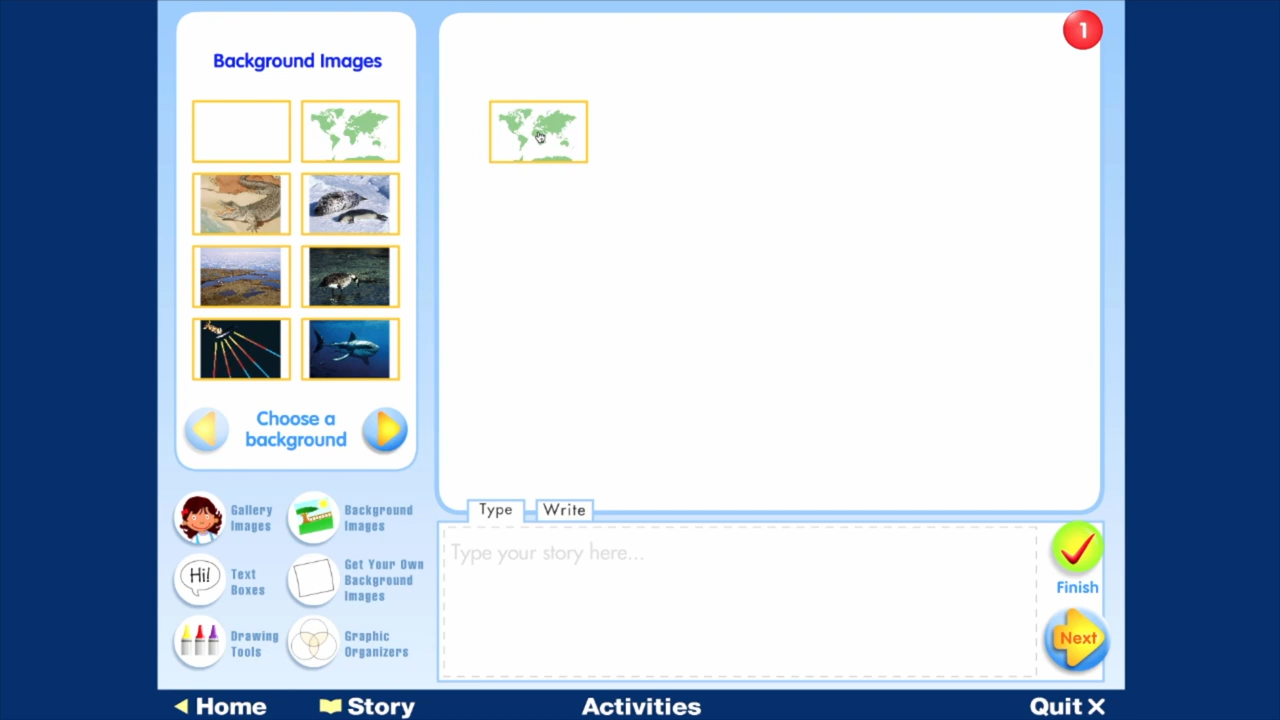 Background Images
1
Choose a
background
Gallery
Images
Background
Images
Hi!
Text
Boxes
Get Your Own
Background
Images
Drawing
Tools
Graphic
Organizers
Type
Write
Type your story here...
Finish
Next
Home
Story
Activities
Quit X